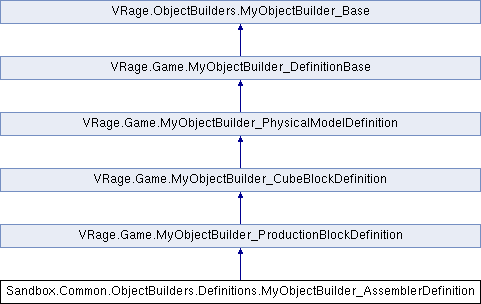 VRage.ObjectBuilders.MyObjectBuilder_Base
VRage.Game.MyObjectBuilder_DefinitionBase
VRage.Game.MyObjectBuilder_PhysicalModelDefinition
VRage.Game.MyObjectBuilder_CubeBlockDefinition
VRage.Game.MyObjectBuilder_ProductionBlockDefinition
Sandbox.Common.ObjectBuilders.Definitions.MyObjectBuilder_AssemblerDefinition